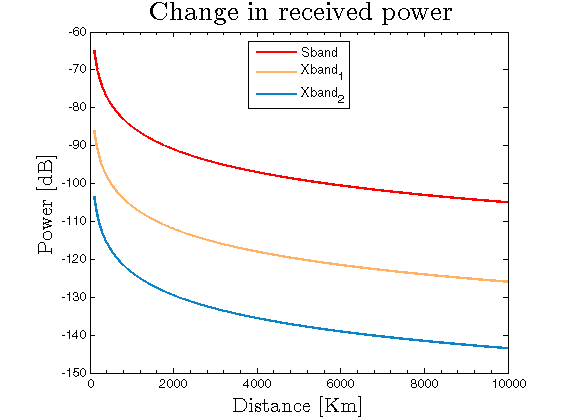 Change in received power
-60
-70
-80
-90
-100
-110
-120
-130
-140
-150
Power [dB]
Sband
Xband1
Xband2
0
2000
4000
6000
8000
10000
Distance [Km]